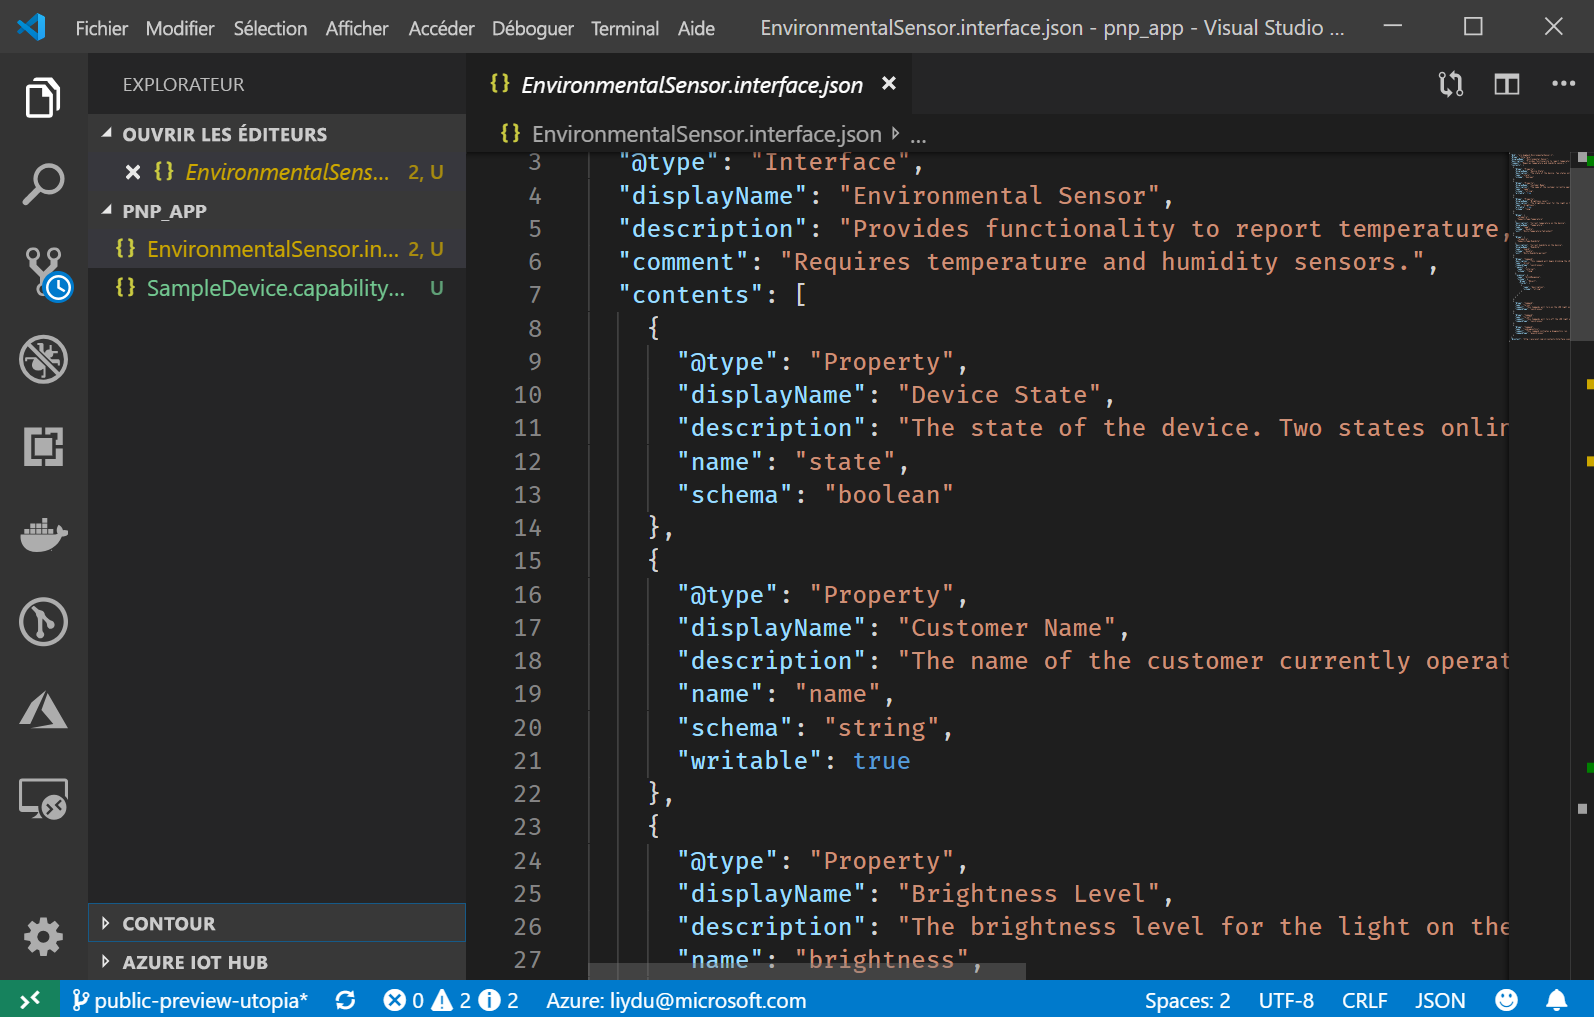 Fichier Modifier Sélection Afficher Accéder Déboguer Terminal Aide EnvironmentalSensor.interface.json - pnp_app - Visual Studio ...
EXPLORATEUR
OUVRIR LES ÉDITEURS
{} EnvironmentalSens... 2, U
PNP_APP
{} EnvironmentalSensor.in... 2, U
{} SampleDevice.capability... U
CONTOUR
AZURE IOT HUB
{} EnvironmentalSensor.interface.json
{} EnvironmentalSensor.interface.json ...
3 "@type": "Interface",
4 "displayName": "Environmental Sensor",
5 "description": "Provides functionality to report temperature,
6 "comment": "Requires temperature and humidity sensors.",
7 "contents": [
8 {
9 "@type": "Property",
10 "displayName": "Device State",
11 "description": "The state of the device. Two states onlin
12 "name": "state",
13 "schema": "boolean"
14 },
15 {
16 "@type": "Property",
17 "displayName": "Customer Name",
18 "description": "The name of the customer currently operat
19 "name": "name",
20 "schema": "string",
21 "writable": true
22 },
23 {
24 "@type": "Property",
25 "displayName": "Brightness Level",
26 "description": "The brightness level for the light on the
27 "name": "brightness",
public-preview-utopia* 0 2 2 Azure: liydu@microsoft.com Spaces: 2 UTF-8 CRLF JSON